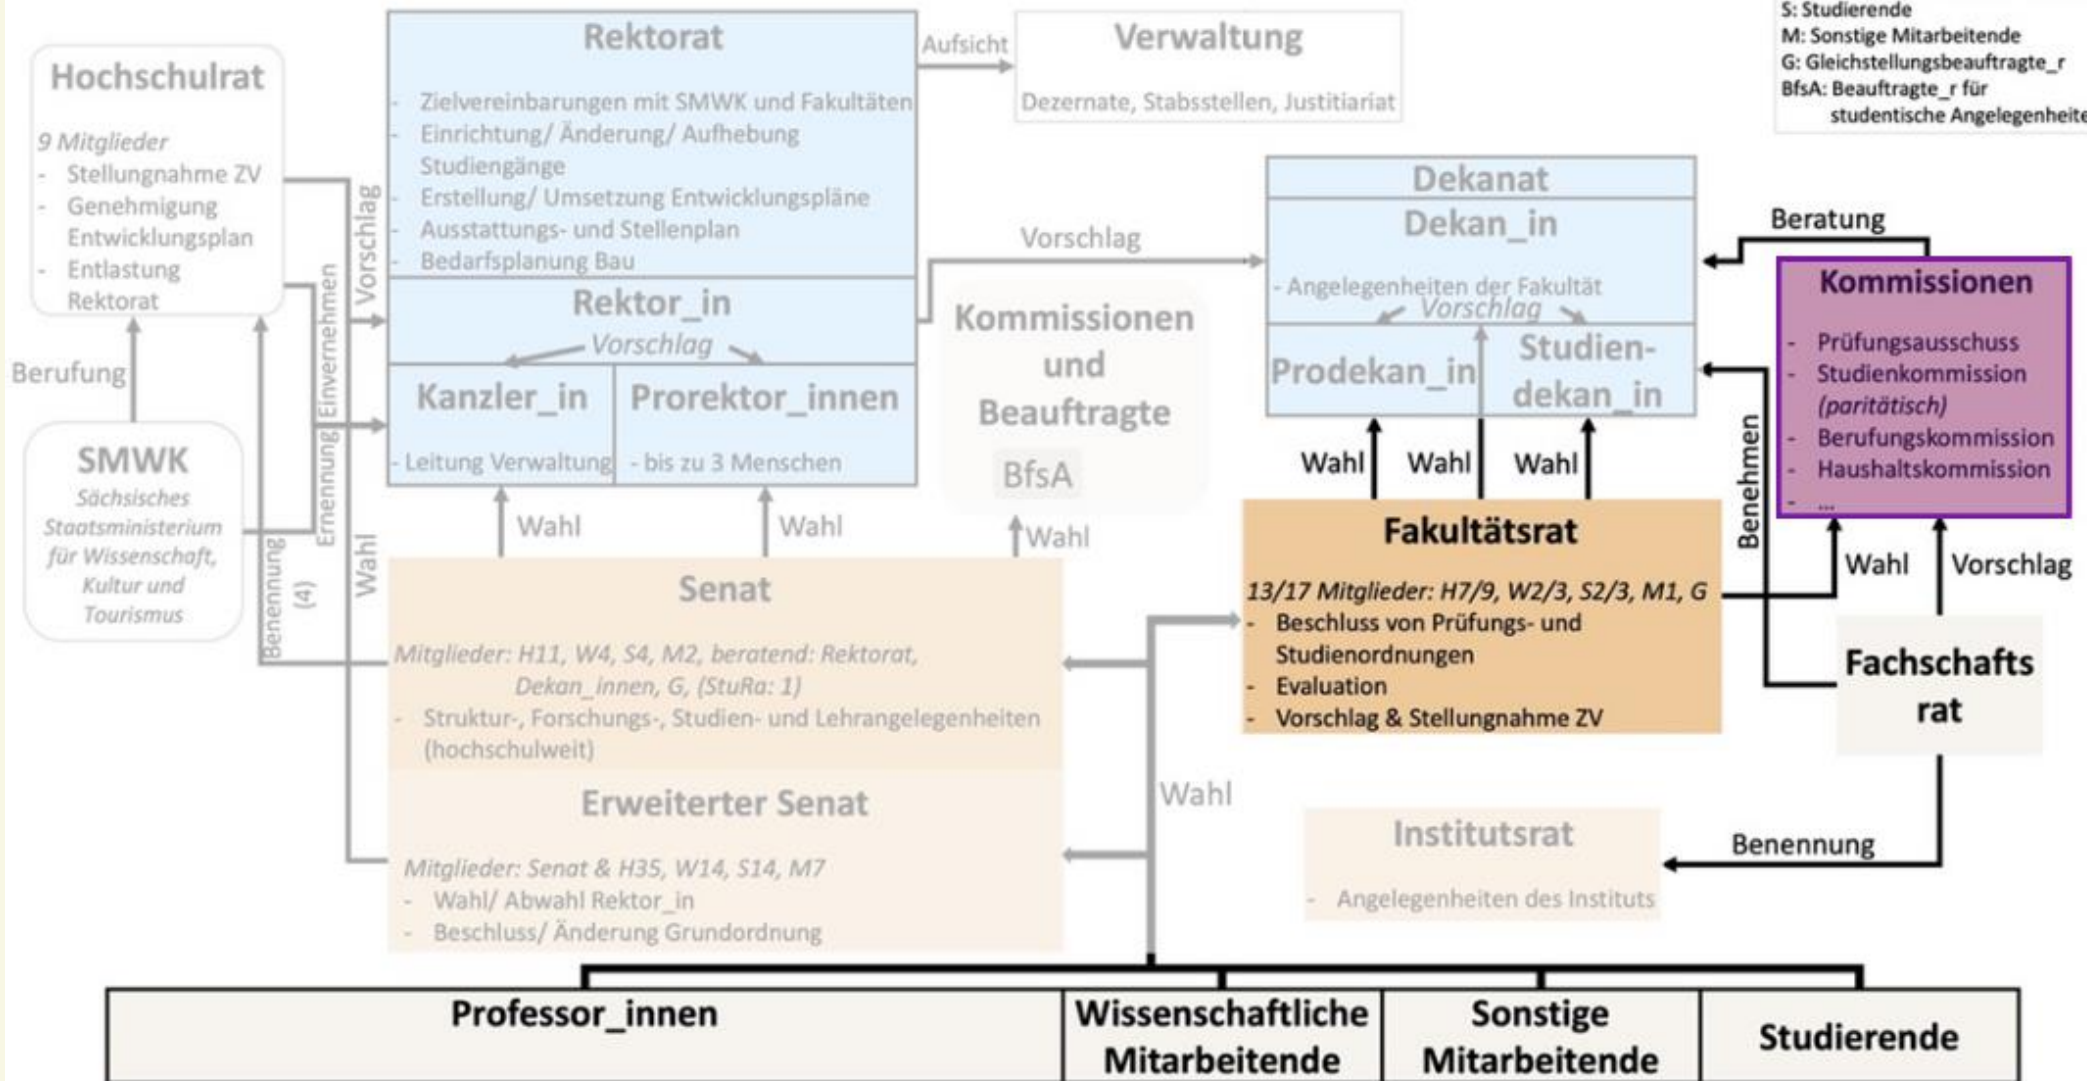 S: Studierende
M: Sonstige Mitarbeitende
G: Gleichstellungsbeauftragte_r
BfsA: Beauftragte_r für
studentische Angelegenheite
Hochschulrat
9 Mitglieder
- Stellungnahme ZV
- Genehmigung
Entwicklungsplan
- Entlastung
Rektorat
Berufung
SMWK
Sächsisches
Staatsministerium
für Wissenschaft,
Kultur und
Tourismus
Ernennung
Einvernehmen
Vorschlag
Benennung
(4)
Wahl
Rektorat
- Zielvereinbarungen mit SMWK und Fakultäten
- Einrichtung/ Änderung/ Aufhebung
Studiengänge
- Erstellung/ Umsetzung Entwicklungspläne
- Ausstattungs- und Stellenplan
- Bedarfsplanung Bau
Rektor_in
Vorschlag
Kanzler_in
- Leitung Verwaltung
Prorektor_innen
- bis zu 3 Menschen
Aufsicht
Verwaltung
Dezernate, Stabsstellen, Justitiariat
Vorschlag
Kommissionen
und
Beauftragte
BfsA
Wahl
Wahl
Wahl
Senat
Mitglieder: H11, W4, S4, M2, beratend: Rektorat,
Dekan_innen, G, (StuRa: 1)
- Struktur-, Forschungs-, Studien- und Lehrangelegenheiten
(hochschulweit)
Erweiterter Senat
Mitglieder: Senat & H35, W14, S14, M7
- Wahl/ Abwahl Rektor_in
- Beschluss/ Änderung Grundordnung
Dekanat
Dekan_in
- Angelegenheiten der Fakultät
Vorschlag
Prodekan_in
Studien-
dekan_in
Wahl
Wahl
Wahl
Fakultätsrat
13/17 Mitglieder: H7/9, W2/3, S2/3, M1, G
- Beschluss von Prüfungs- und
Studienordnungen
- Evaluation
- Vorschlag & Stellungnahme ZV
Beratung
Kommissionen
- Prüfungsausschuss
- Studienkommission
(paritätisch)
- Berufungskommission
- Haushaltskommission
- ...
Benehmen
Wahl
Vorschlag
Fachschafts
rat
Benennung
Institutsrat
- Angelegenheiten des Instituts
Wahl
Professor_innen
Wissenschaftliche
Mitarbeitende
Sonstige
Mitarbeitende
Studierende